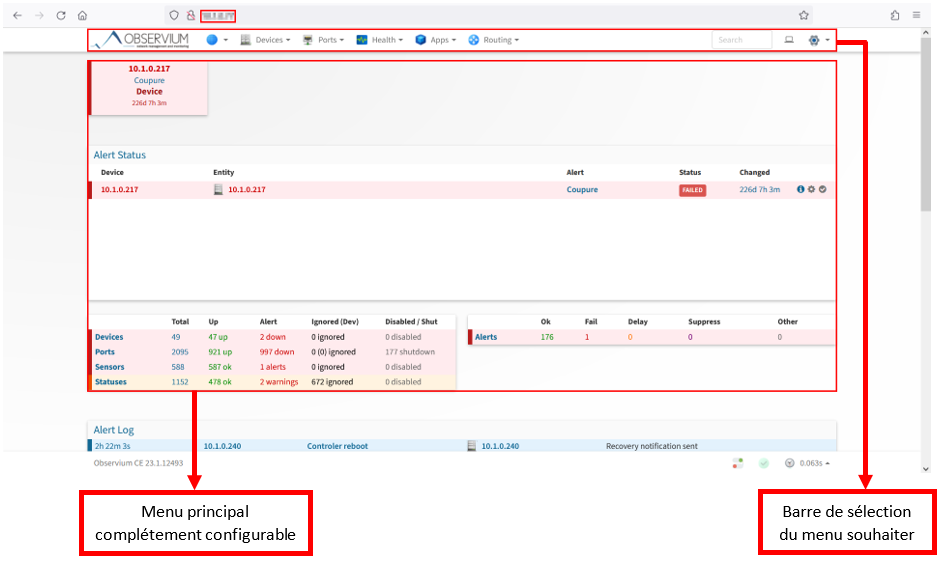 OBSERVIUM
network management and monitoring
Devices Ports Health Apps Routing Search
10.1.0.217
Coupure
Device
226d 7h 3m
Alert Status
Device Entity Alert Status Changed
10.1.0.217 10.1.0.217 Coupure FAILED 226d 7h 3m
Total Up Alert Ignored (Dev) Disabled / Shut
Devices 49 47 up 2 down 0 ignored 0 disabled
Ports 2095 921 up 997 down 0 (0) ignored 177 shutdown
Sensors 588 587 ok 1 alerts 0 ignored 0 disabled
Statuses 1152 478 ok 2 warnings 672 ignored 0 disabled
Ok Fail Delay Suppress Other
Alerts 176 1 0 0 0
Alert Log
2h 22m 3s 10.1.0.240 Controler reboot 10.1.0.240 Recovery notification sent
Observium CE 23.1.12493 0.063s
Menu principal
complétement configurable
Barre de sélection
du menu souhaiter